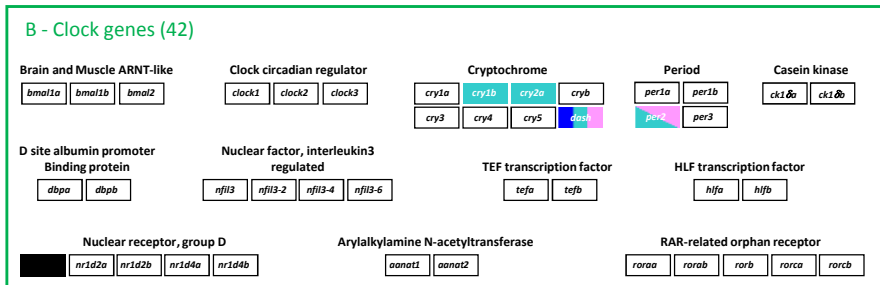 B - Clock genes (42)
Brain and Muscle ARNT-like
bmal1a bmal1b bmal2
Clock circadian regulator
clock1 clock2 clock3
Cryptochrome
cry1a cry1b cry2a cryb
cry3 cry4 cry5 dash
Period
per1a per1b
per2 per3
Casein kinase
ck1δa ck1δb
D site albumin promoter
Binding protein
dbpa dbpb
Nuclear factor, interleukin3
regulated
nfil3 nfil3-2 nfil3-4 nfil3-6
TEF transcription factor
tefa tefb
HLF transcription factor
hlfa hlfb
Nuclear receptor, group D
nr1d2a nr1d2b nr1d4a nr1d4b
Arylalkylamine N-acetyltransferase
aanat1 aanat2
RAR-related orphan receptor
roraa rorab rorb rorca rorcb